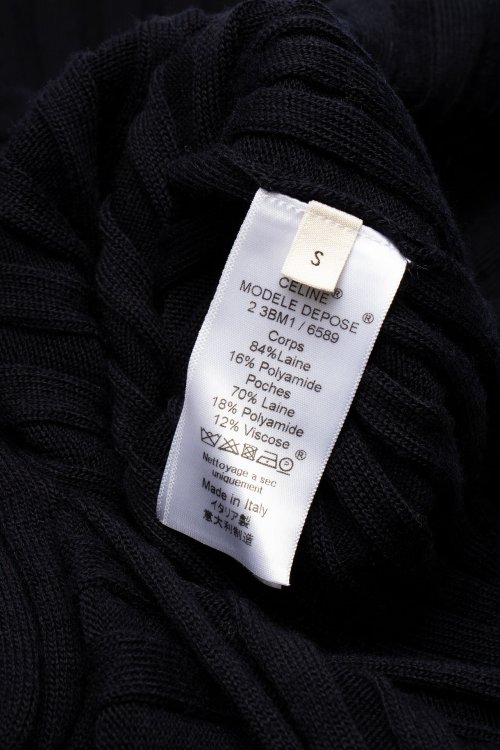 S
CELINE®
MODELE DEPOSE®
2 3BM1 / 6589
Corps
84%Laine
16% Polyamide
Poches
70% Laine
18% Polyamide
12% Viscose®
Nettoyage a sec
uniquement
Made in Italy
イタリア製
意大利制造